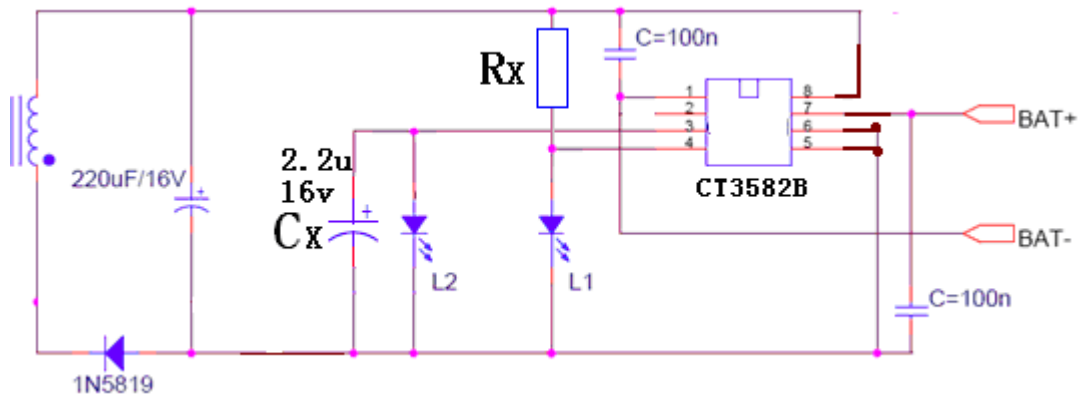 C=100n
Rx
1
8
2
7
3
6
4
5
BAT+
2.2u
16v
220uF/16V
+
+
CT3582B
Cx
BAT-
L2
L1
C=100n
1N5819